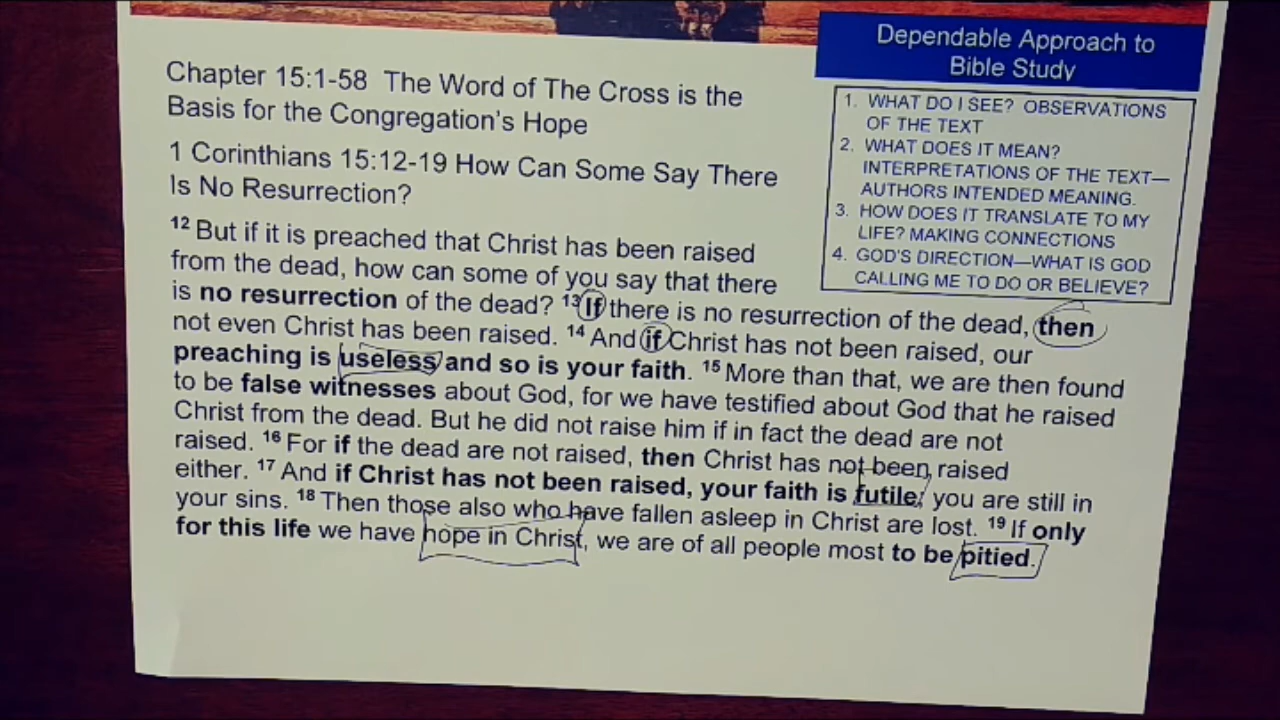 Dependable Approach to
Bible Study
1. WHAT DO I SEE? OBSERVATIONS
OF THE TEXT
2. WHAT DOES IT MEAN?
INTERPRETATIONS OF THE TEXT—
AUTHORS INTENDED MEANING.
3. HOW DOES IT TRANSLATE TO MY
LIFE? MAKING CONNECTIONS
4. GOD'S DIRECTION—WHAT IS GOD
CALLING ME TO DO OR BELIEVE?
Chapter 15:1-58 The Word of The Cross is the
Basis for the Congregation's Hope
1 Corinthians 15:12-19 How Can Some Say There
Is No Resurrection?
12 But if it is preached that Christ has been raised
from the dead, how can some of you say that there
is no resurrection of the dead? 13 If there is no resurrection of the dead, then
not even Christ has been raised. 14 And if Christ has not been raised, our
preaching is useless and so is your faith. 15 More than that, we are then found
to be false witnesses about God, for we have testified about God that he raised
Christ from the dead. But he did not raise him if in fact the dead are not
raised. 16 For if the dead are not raised, then Christ has not been raised
either. 17 And if Christ has not been raised, your faith is futile; you are still in
your sins. 18 Then those also who have fallen asleep in Christ are lost. 19 If only
for this life we have hope in Christ, we are of all people most to be pitied.